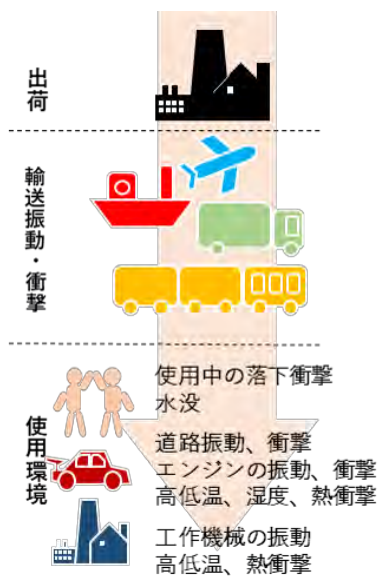 出荷
輸送振動・衝撃
使用環境
使用中の落下衝撃
水没
道路振動、衝撃
エンジンの振動、衝撃
高低温、湿度、熱衝撃
工作機械の振動
高低温、熱衝撃